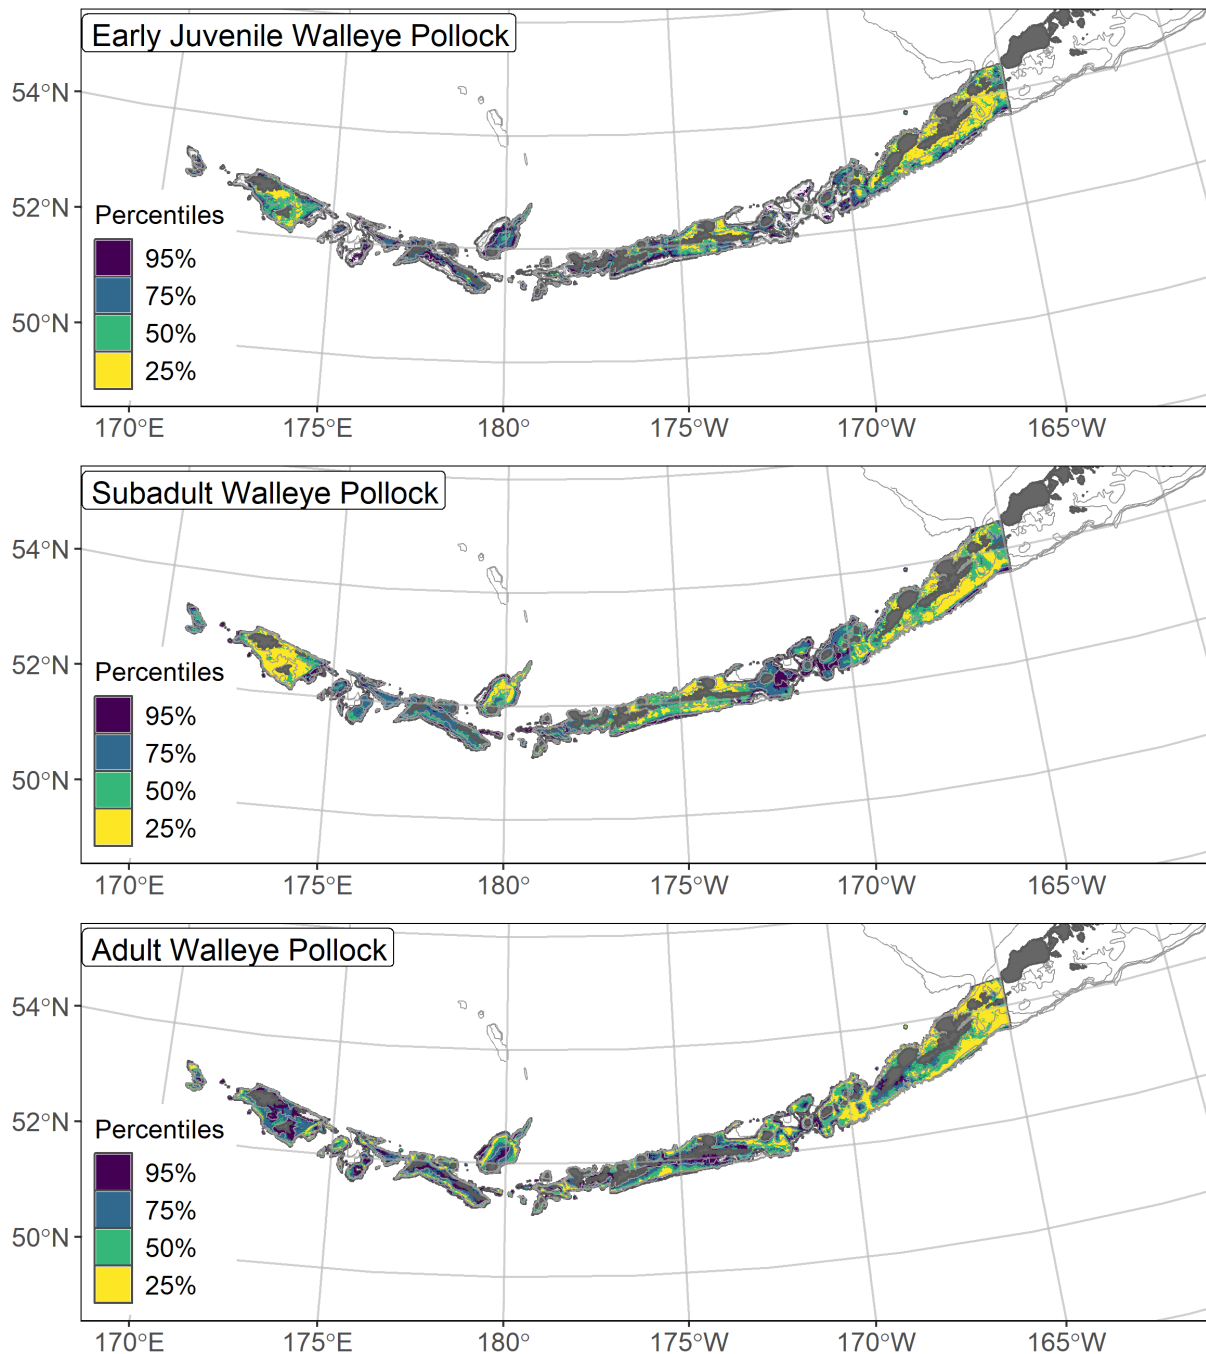 Early Juvenile Walleye Pollock
54°N
52°N
50°N
Percentiles
95%
75%
50%
25%
170°E 175°E 180° 175°W 170°W 165°W
Subadult Walleye Pollock
54°N
52°N
50°N
Percentiles
95%
75%
50%
25%
170°E 175°E 180° 175°W 170°W 165°W
Adult Walleye Pollock
54°N
52°N
50°N
Percentiles
95%
75%
50%
25%
170°E 175°E 180° 175°W 170°W 165°W